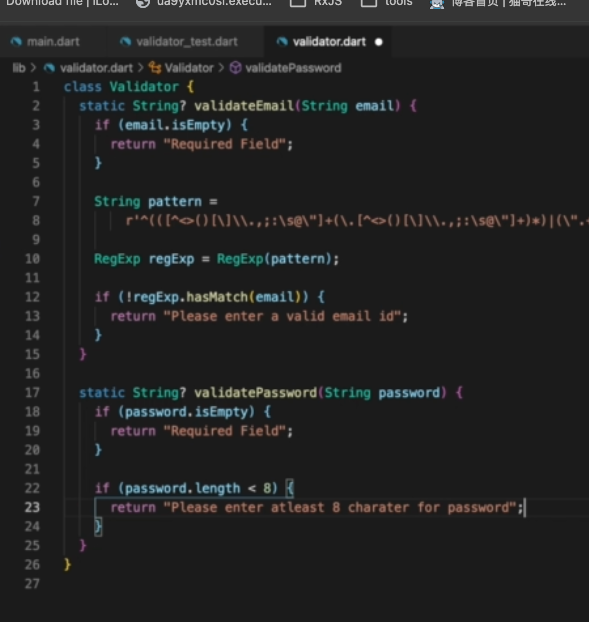 Download file | iLo... ua9yxmc0sl.execu... RxJS tools 博客首页 | 猫哥在线...
main.dart validator_test.dart validator.dart
lib > validator.dart > Validator > validatePassword
1 class Validator {
2 static String? validateEmail(String email) {
3 if (email.isEmpty) {
4 return "Required Field";
5 }
6
7 String pattern =
8 r'^(([^<>()[\]\\.,;:\s@\"]+(\.[^<>()[\]\\.,;:\s@\"]+)*)|(\".
9
10 RegExp regExp = RegExp(pattern);
11
12 if (!regExp.hasMatch(email)) {
13 return "Please enter a valid email id";
14 }
15 }
16
17 static String? validatePassword(String password) {
18 if (password.isEmpty) {
19 return "Required Field";
20 }
21
22 if (password.length < 8) {
23 return "Please enter atleast 8 charater for password";
24 }
25 }
26 }
27